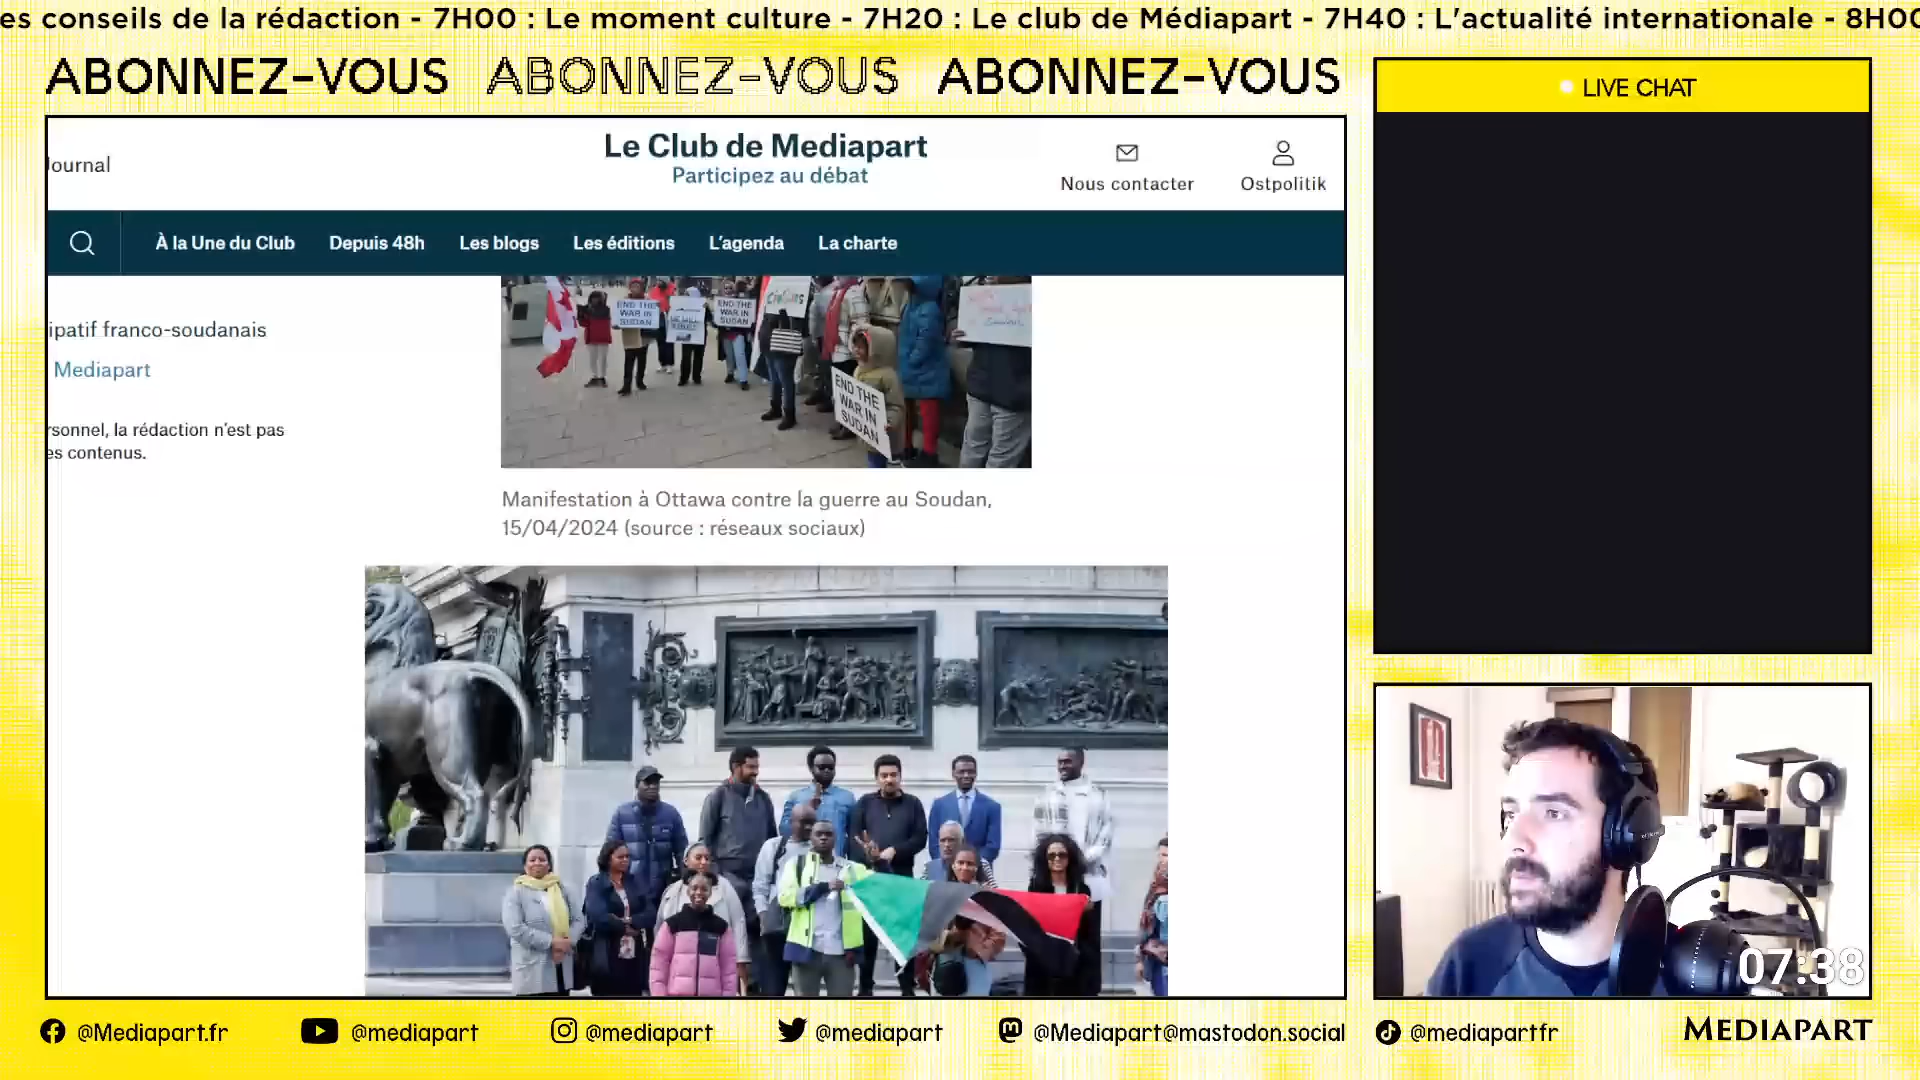 es conseils de la rédaction - 7H00 : Le moment culture - 7H20 : Le club de Médiapart - 7H40 : L'actualité internationale - 8H00
ABONNEZ-VOUS ABONNEZ-VOUS ABONNEZ-VOUS
LIVE CHAT
Journal
Le Club de Mediapart
Participez au débat
Nous contacter
Ostpolitik
À la Une du Club Depuis 48h Les blogs Les éditions L'agenda La charte
ipatif franco-soudanais
Mediapart
rsonnel, la rédaction n'est pas
es contenus.
END THE
WAR IN
SUDAN
END THE
WAR IN
SUDAN
END THE
WAR IN
SUDAN
Manifestation à Ottawa contre la guerre au Soudan,
15/04/2024 (source : réseaux sociaux)
07:38
@Mediapart.fr @mediapart @mediapart @mediapart @Mediapart@mastodon.social @mediapartfr MEDIAPART